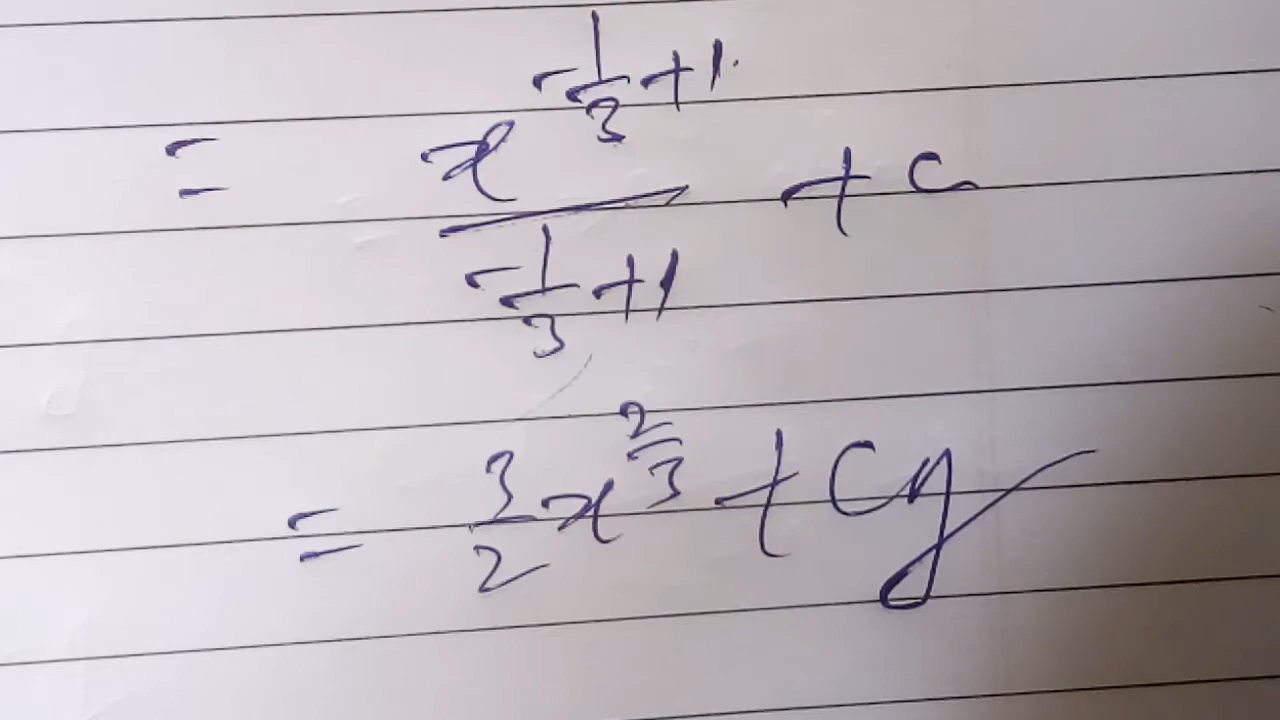 = x^(-1/3+1) / (-1/3+1) + c
= 3/2 x^(2/3) + C